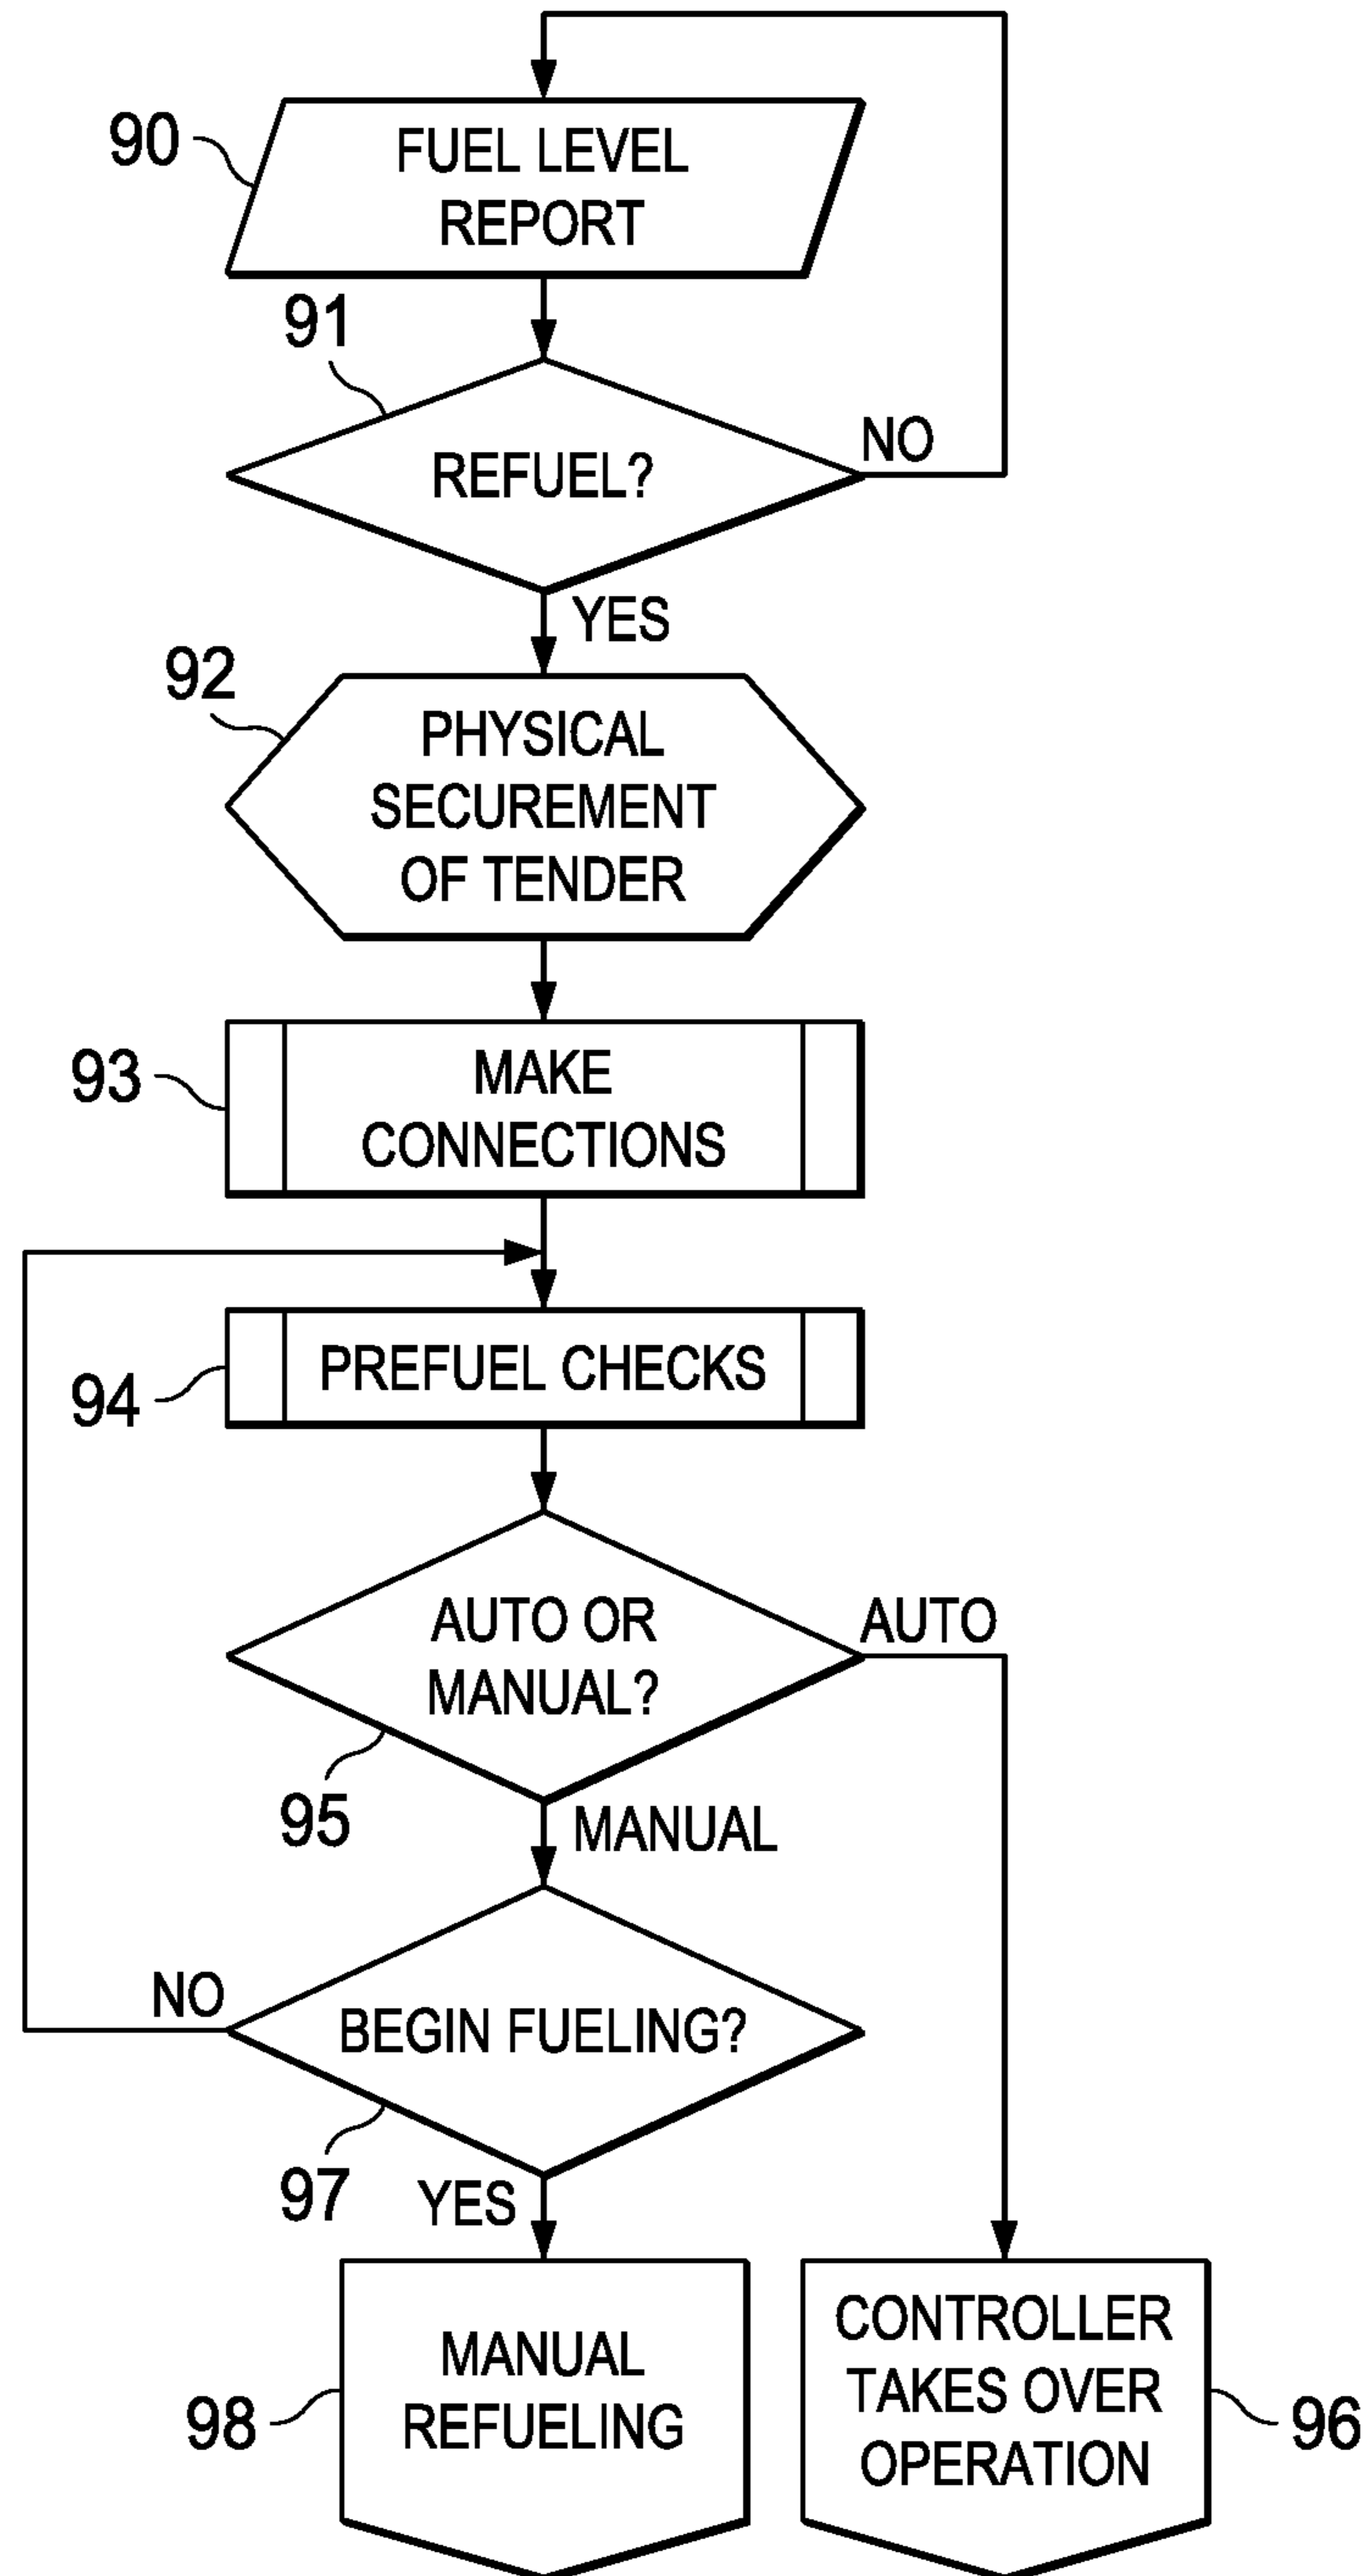 90
FUEL LEVEL
REPORT
91
REFUEL?
NO
YES
92
PHYSICAL
SECUREMENT
OF TENDER
93
MAKE
CONNECTIONS
94
PREFUEL CHECKS
AUTO OR
MANUAL?
AUTO
95
MANUAL
NO
BEGIN FUELING?
97
YES
98
MANUAL
REFUELING
CONTROLLER
TAKES OVER
OPERATION
96